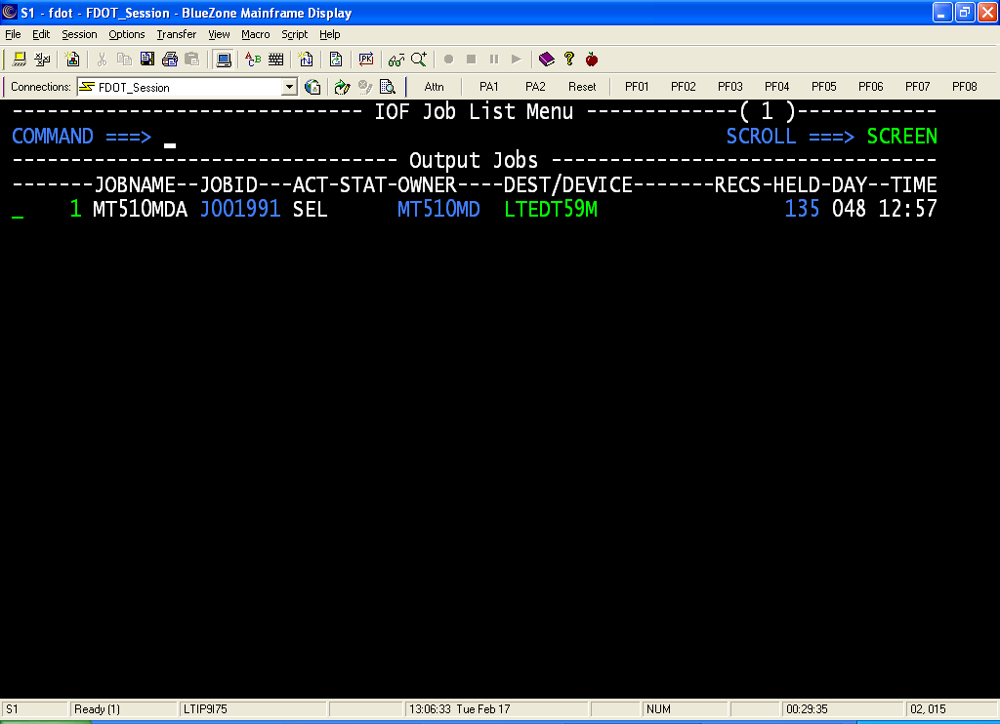 S1 - fdot - FDOT_Session - BlueZone Mainframe Display
File Edit Session Options Transfer View Macro Script Help
Connections: FDOT_Session Attn PA1 PA2 Reset PF01 PF02 PF03 PF04 PF05 PF06 PF07 PF08
------------------------------ IOF Job List Menu -------------( 1 )------------
COMMAND ===> _ SCROLL ===> SCREEN
--------------------------------- Output Jobs ---------------------------------
-------JOBNAME--JOBID---ACT-STAT-OWNER----DEST/DEVICE-------RECS-HELD-DAY--TIME
_ 1 MT510MDA J001991 SEL MT510MD LTEDT59M 135 048 12:57
S1 Ready (1) LTIP9I75 13:06:33 Tue Feb 17 NUM 00:29:35 02, 015